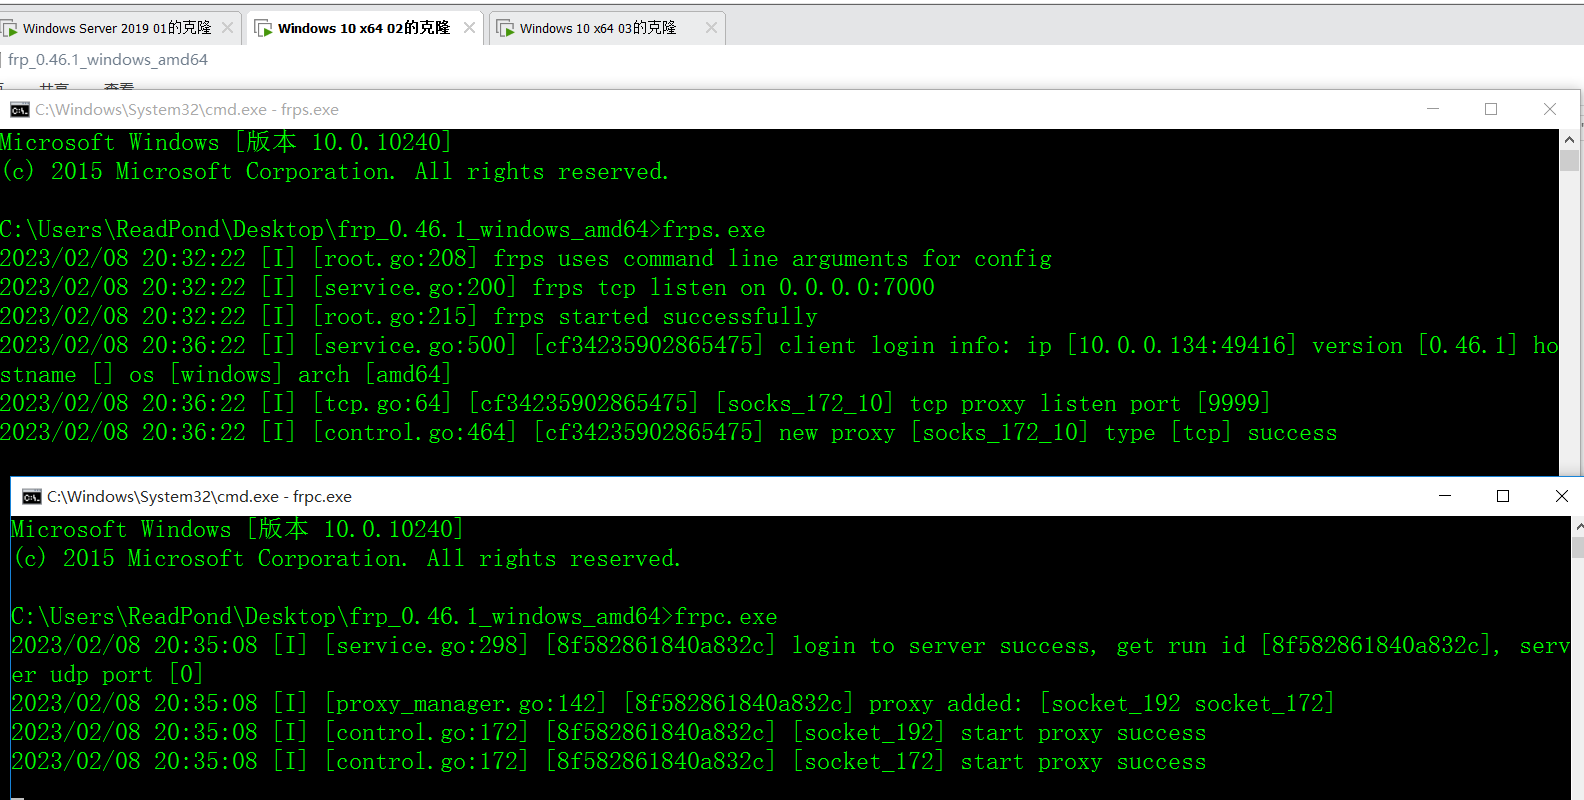 Windows Server 2019 01的克隆
Windows 10 x64 02的克隆
Windows 10 x64 03的克隆
frp_0.46.1_windows_amd64
共享 查看
C:\Windows\System32\cmd.exe - frps.exe
Microsoft Windows [版本 10.0.10240]
(c) 2015 Microsoft Corporation. All rights reserved.
C:\Users\ReadPond\Desktop\frp_0.46.1_windows_amd64>frps.exe
2023/02/08 20:32:22 [I] [root.go:208] frps uses command line arguments for config
2023/02/08 20:32:22 [I] [service.go:200] frps tcp listen on 0.0.0.0:7000
2023/02/08 20:32:22 [I] [root.go:215] frps started successfully
2023/02/08 20:36:22 [I] [service.go:500] [cf34235902865475] client login info: ip [10.0.0.134:49416] version [0.46.1] ho
stname [] os [windows] arch [amd64]
2023/02/08 20:36:22 [I] [tcp.go:64] [cf34235902865475] [socks_172_10] tcp proxy listen port [9999]
2023/02/08 20:36:22 [I] [control.go:464] [cf34235902865475] new proxy [socks_172_10] type [tcp] success
C:\Windows\System32\cmd.exe - frpc.exe
Microsoft Windows [版本 10.0.10240]
(c) 2015 Microsoft Corporation. All rights reserved.
C:\Users\ReadPond\Desktop\frp_0.46.1_windows_amd64>frpc.exe
2023/02/08 20:35:08 [I] [service.go:298] [8f582861840a832c] login to server success, get run id [8f582861840a832c], serv
er udp port [0]
2023/02/08 20:35:08 [I] [proxy_manager.go:142] [8f582861840a832c] proxy added: [socket_192 socket_172]
2023/02/08 20:35:08 [I] [control.go:172] [8f582861840a832c] [socket_192] start proxy success
2023/02/08 20:35:08 [I] [control.go:172] [8f582861840a832c] [socket_172] start proxy success